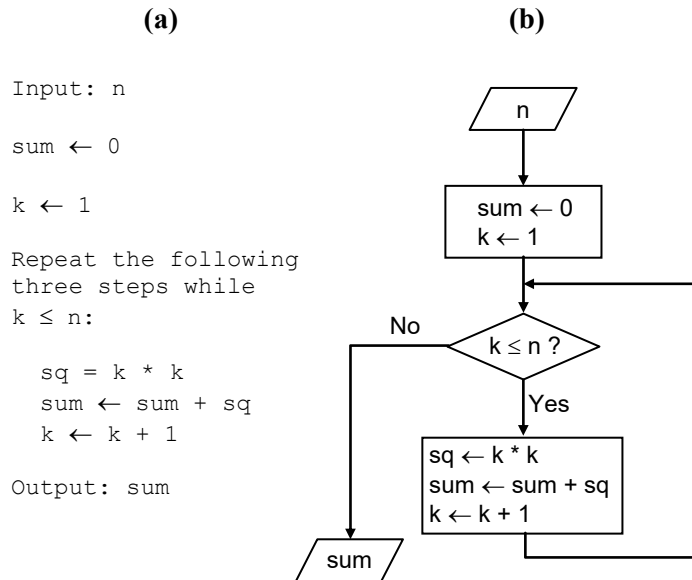 (a)
Input: n
sum ← 0
k ← 1
Repeat the following
three steps while
k ≤ n:
sq = k * k
sum ← sum + sq
k ← k + 1
Output: sum
(b)
n
sum ← 0
k ← 1
k ≤ n ?
No
Yes
sq ← k * k
sum ← sum + sq
k ← k + 1
sum